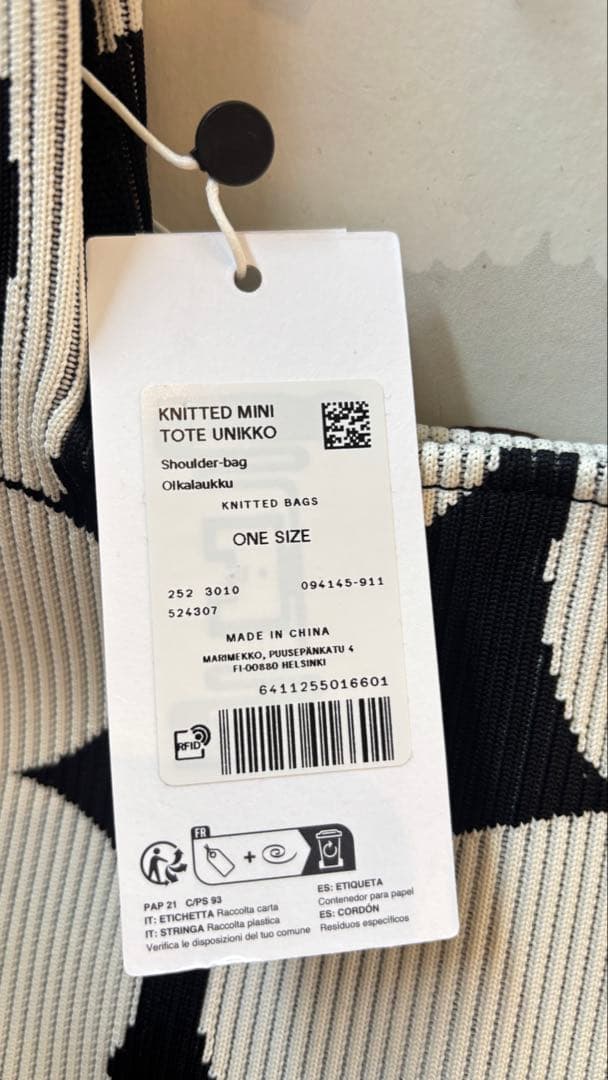 KNITTED MINI
TOTE UNIKKO
Shoulder-bag
Olkalaukku
KNITTED BAGS
ONE SIZE
252 3010 094145-911
524307
MADE IN CHINA
MARIMEKKO, PUUSEPÄNKATU 4
FI-00880 HELSINKI
6411255016601
RFID
FR
+
PAP 21 C/PS 93
IT: ETICHETTA Raccolta carta
IT: STRINGA Raccolta plastica
Verifica le disposizioni del tuo comune
ES: ETIQUETA
Contenedor para papel
ES: CORDÓN
Residuos específicos